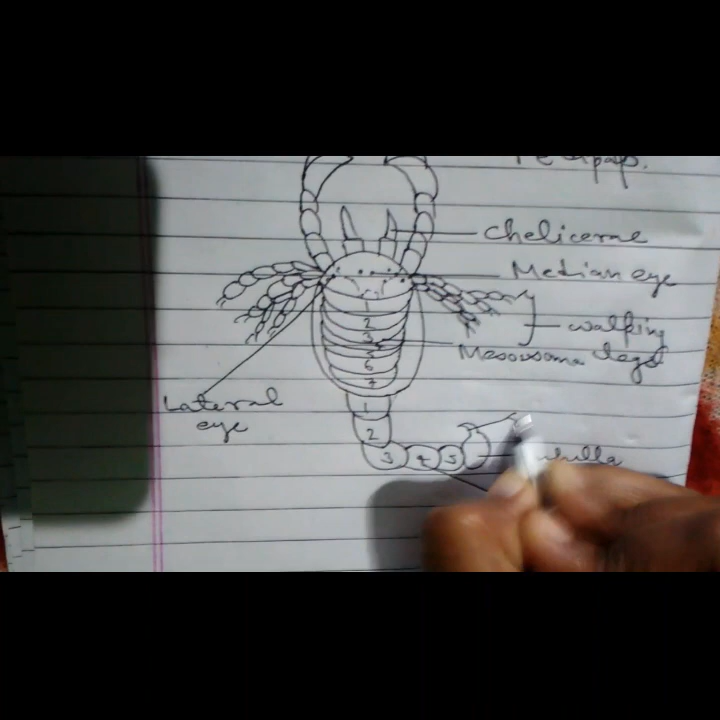 Pedipalp.
Chelicerae
Median eye
walking
legs
Mesosoma
1
2
3
5
6
7
Lateral
eye
1
2
3 4 5